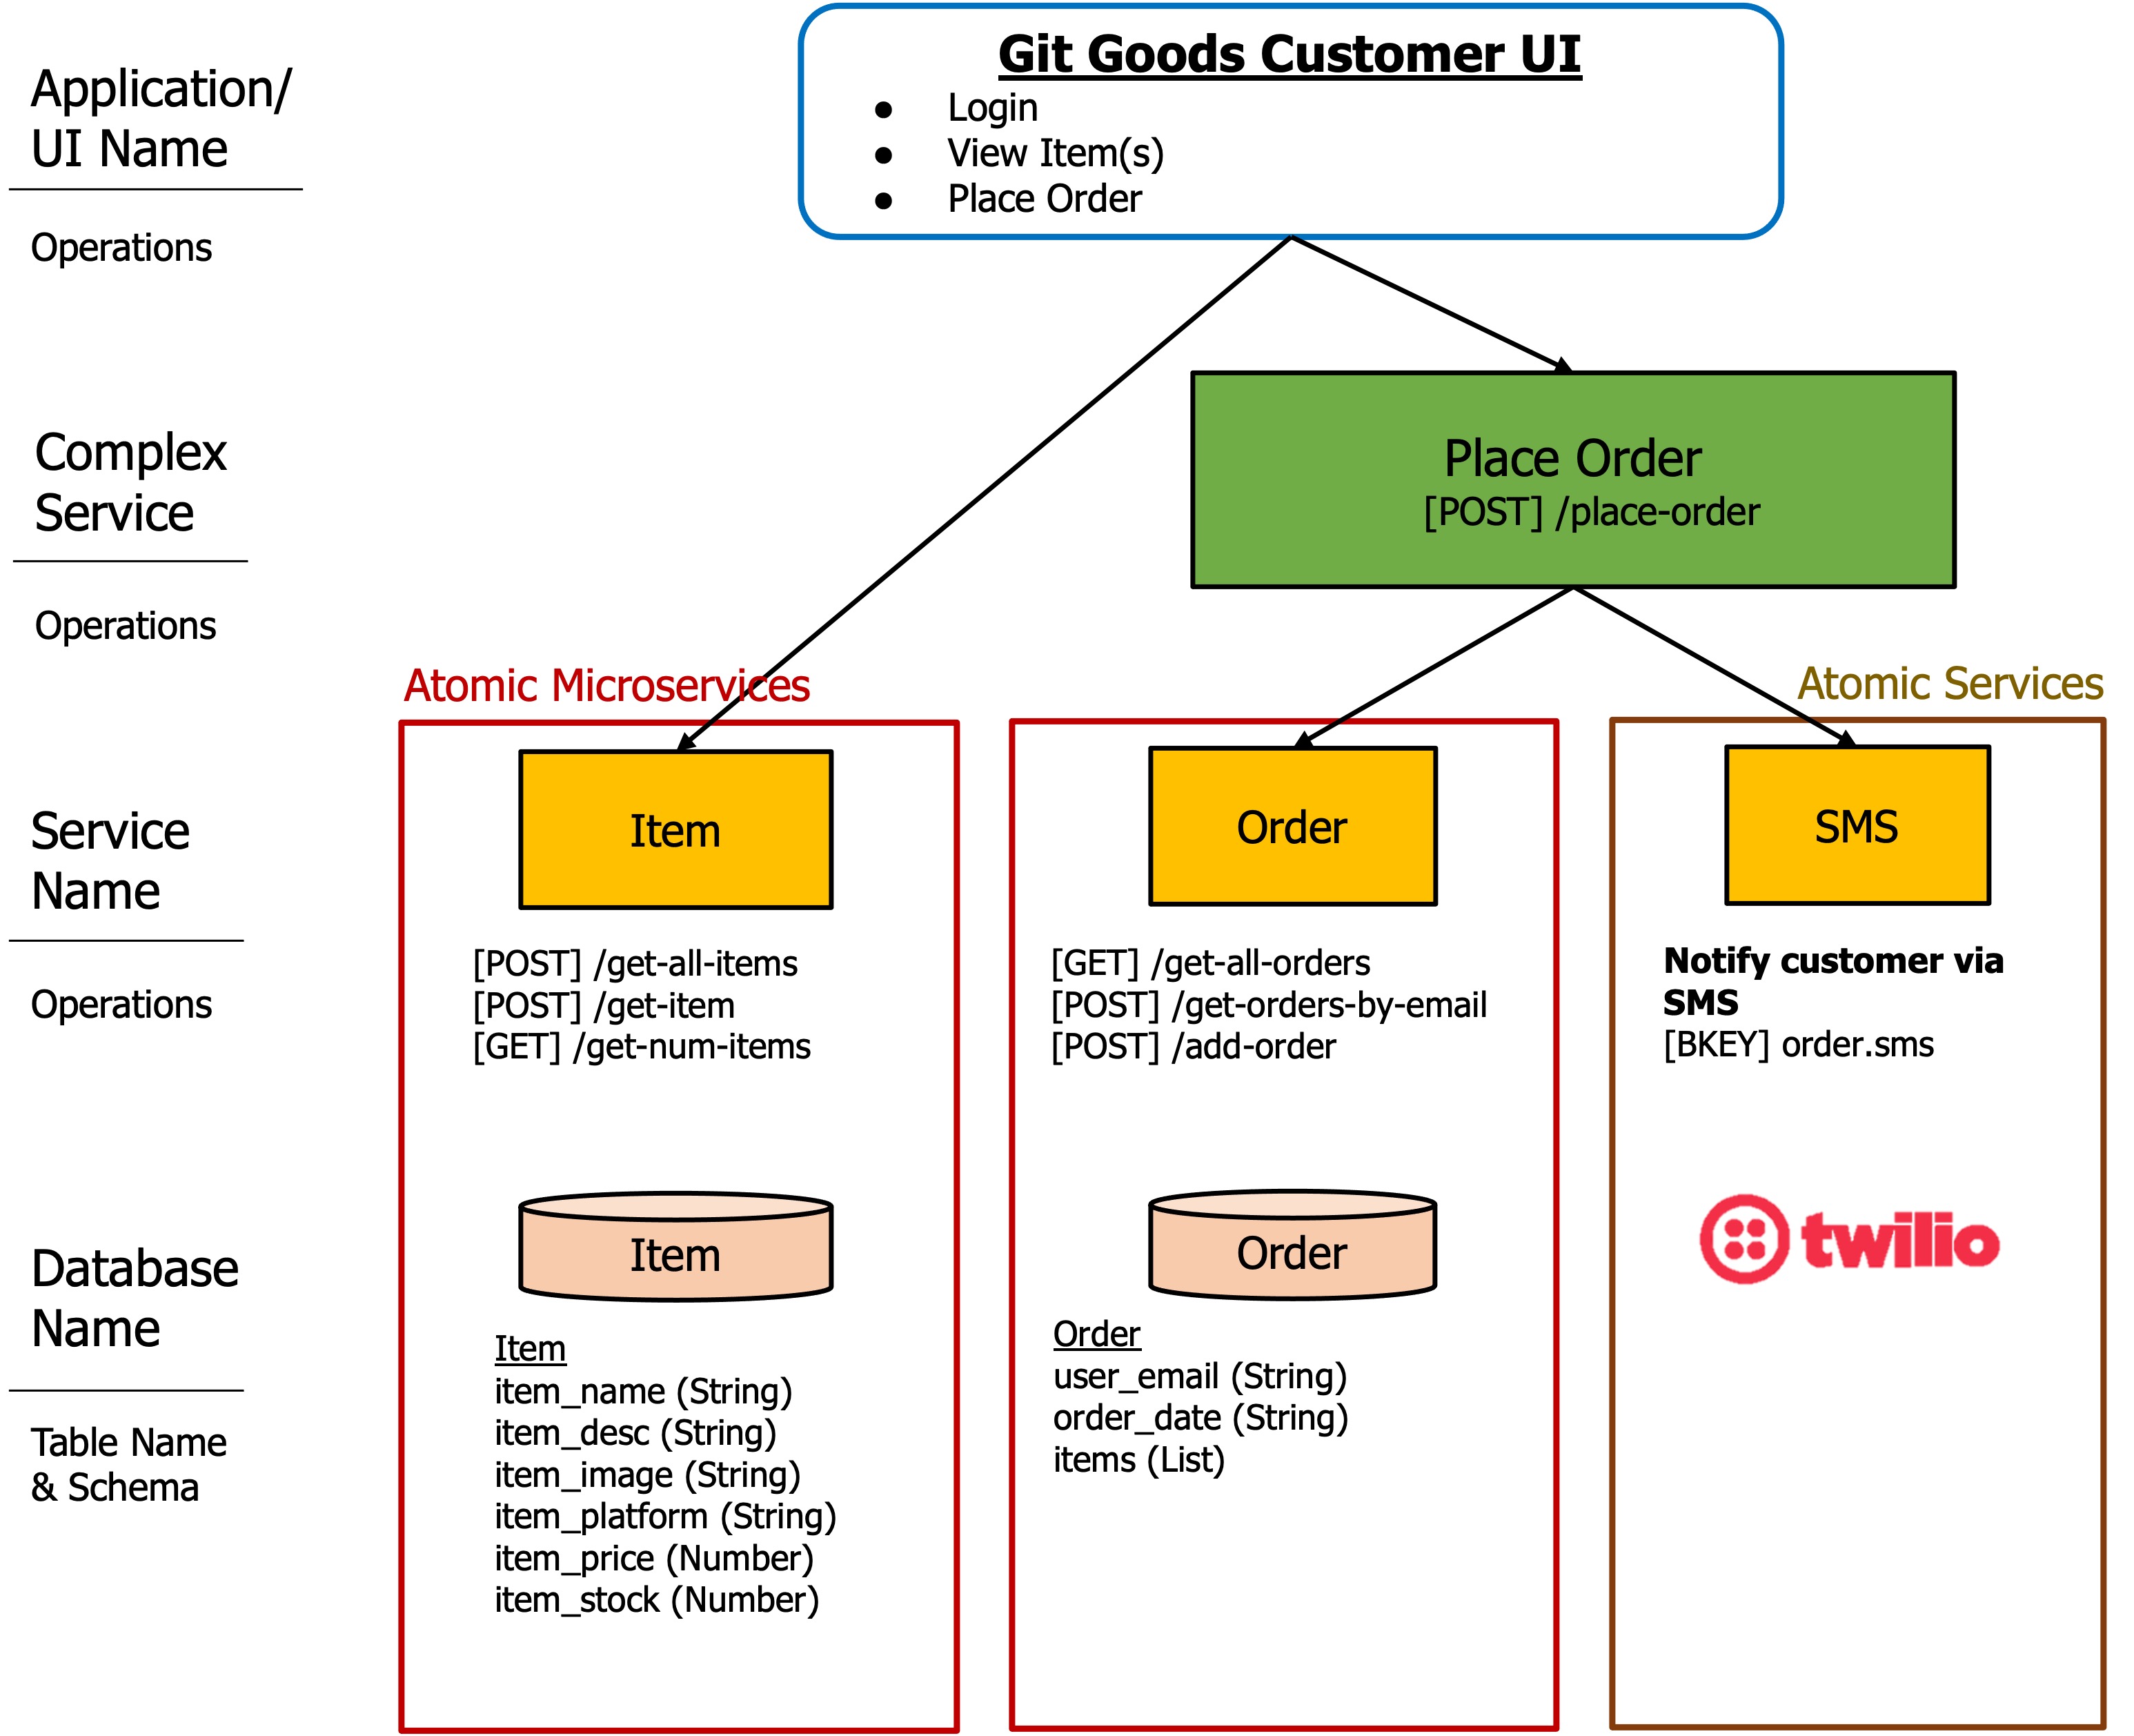 Git Goods Customer UI
● Login
● View Item(s)
● Place Order
Application/
UI Name
Operations
Complex
Service
Operations
Place Order
[POST] /place-order
Atomic Microservices
Atomic Services
Service
Name
Operations
Item
[POST] /get-all-items
[POST] /get-item
[GET] /get-num-items
Order
[GET] /get-all-orders
[POST] /get-orders-by-email
[POST] /add-order
SMS
Notify customer via
SMS
[BKEY] order.sms
Database
Name
Table Name
& Schema
Item
Item
item_name (String)
item_desc (String)
item_image (String)
item_platform (String)
item_price (Number)
item_stock (Number)
Order
Order
user_email (String)
order_date (String)
items (List)
twilio